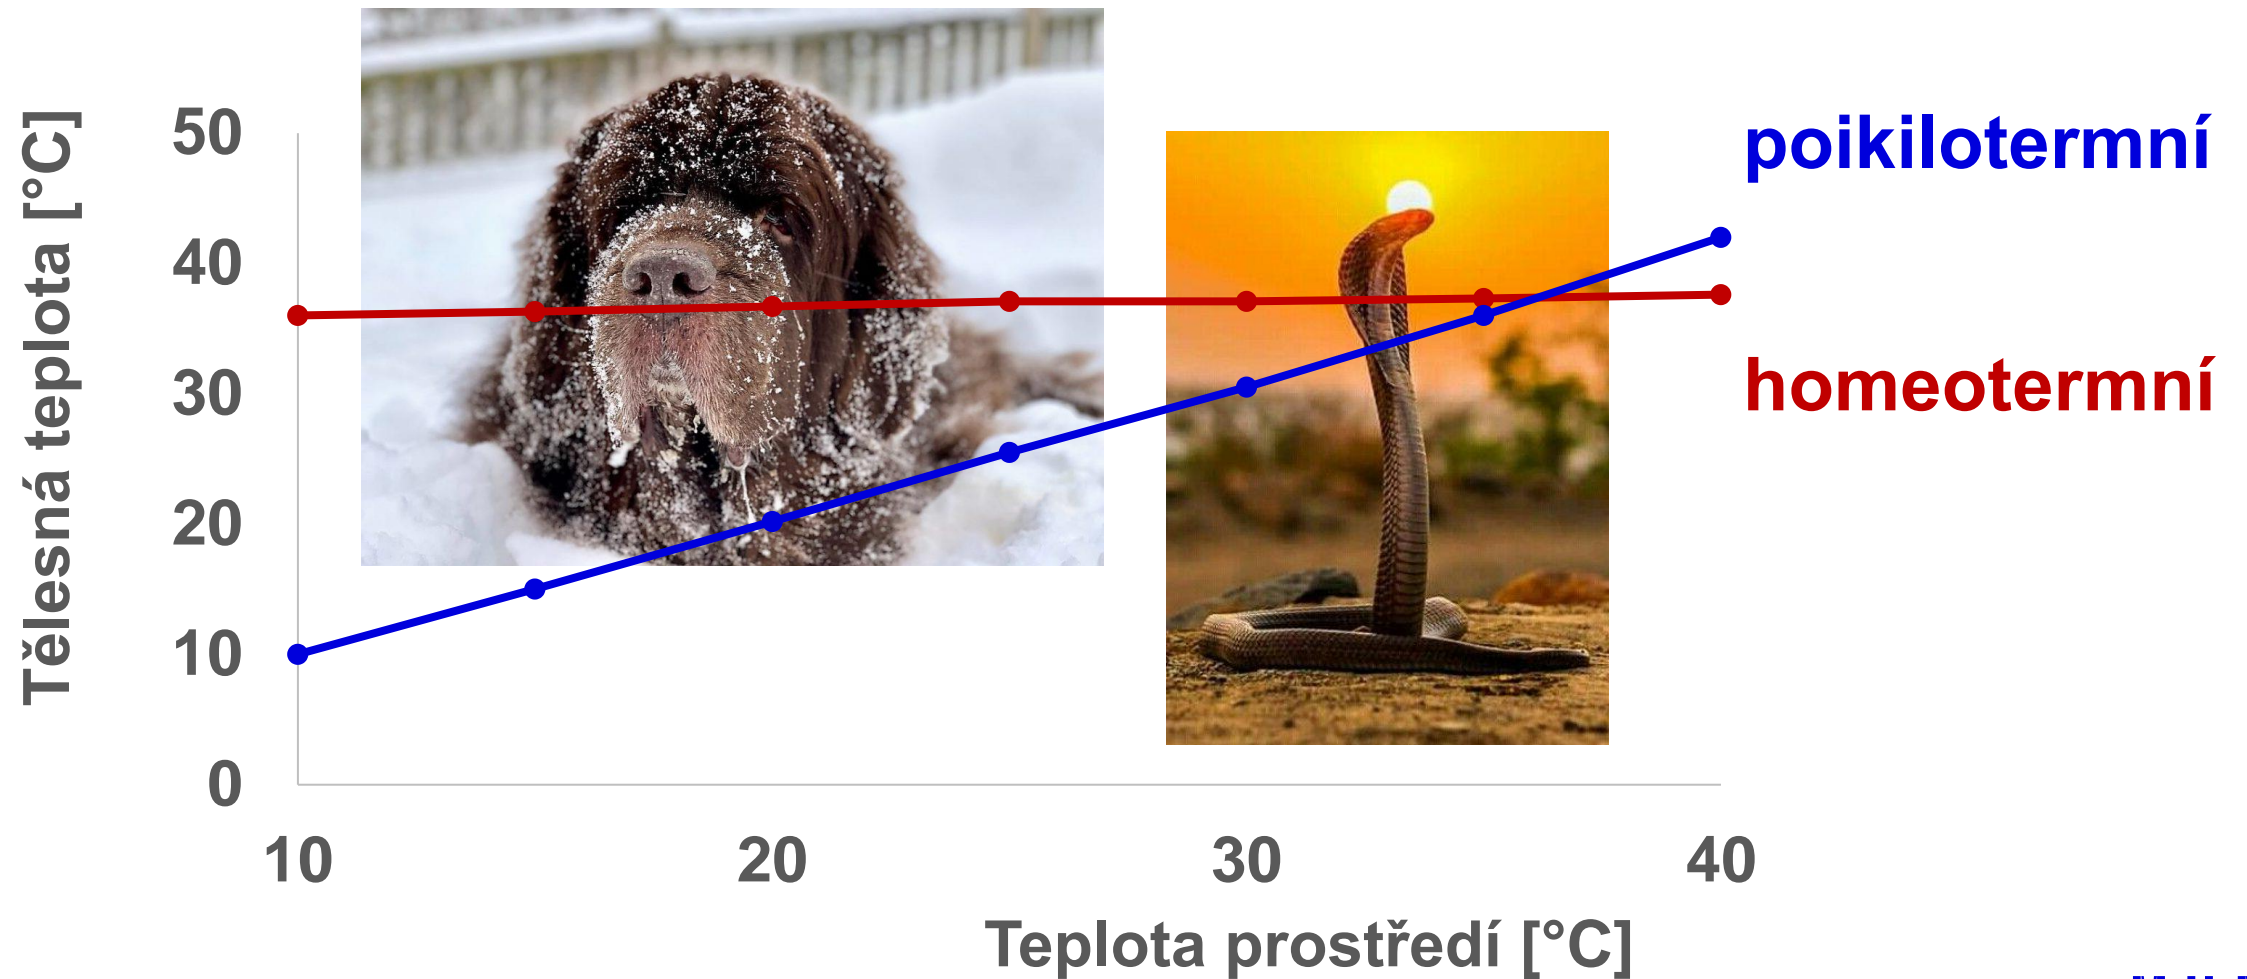 Tělesná teplota [°C]
50
40
30
20
10
0
poikilotermní
homeotermní
10 20 30 40
Teplota prostředí [°C]